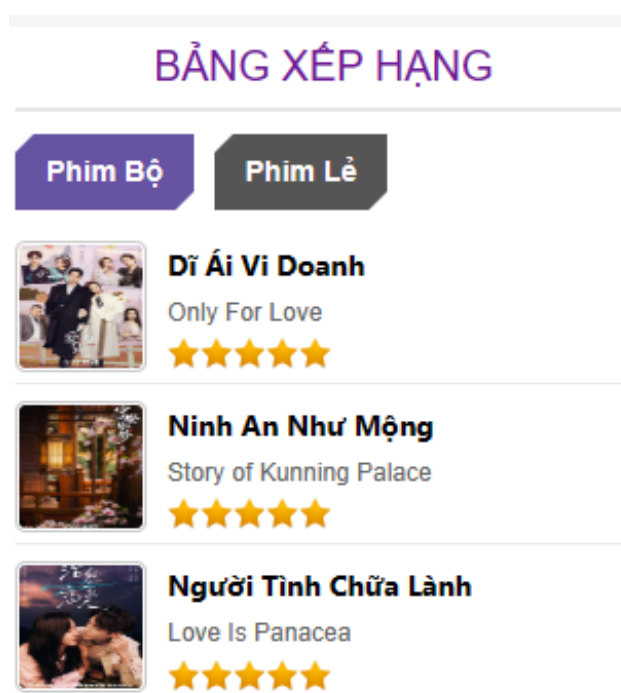 BẢNG XẾP HẠNG
Phim Bộ
Phim Lẻ
Dĩ Ái Vi Doanh
Only For Love
Ninh An Như Mộng
Story of Kunning Palace
Người Tình Chữa Lành
Love Is Panacea